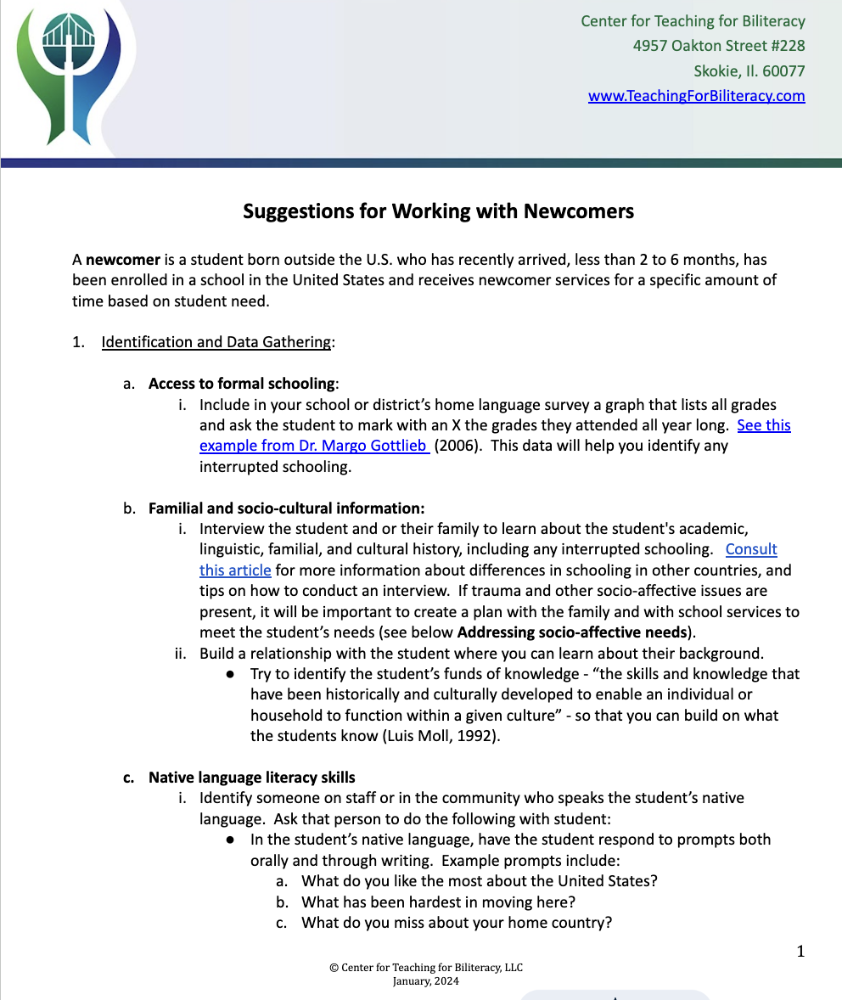 Center for Teaching for Biliteracy
4957 Oakton Street #228
Skokie, Il. 60077
www.TeachingForBiliteracy.com
Suggestions for Working with Newcomers
A newcomer is a student born outside the U.S. who has recently arrived, less than 2 to 6 months, has
been enrolled in a school in the United States and receives newcomer services for a specific amount of
time based on student need.
1. Identification and Data Gathering:
a. Access to formal schooling:
i. Include in your school or district’s home language survey a graph that lists all grades
and ask the student to mark with an X the grades they attended all year long. See this
example from Dr. Margo Gottlieb (2006). This data will help you identify any
interrupted schooling.
b. Familial and socio-cultural information:
i. Interview the student and or their family to learn about the student's academic,
linguistic, familial, and cultural history, including any interrupted schooling. Consult
this article for more information about differences in schooling in other countries, and
tips on how to conduct an interview. If trauma and other socio-affective issues are
present, it will be important to create a plan with the family and with school services to
meet the student’s needs (see below Addressing socio-affective needs).
ii. Build a relationship with the student where you can learn about their background.
● Try to identify the student’s funds of knowledge - “the skills and knowledge that
have been historically and culturally developed to enable an individual or
household to function within a given culture” - so that you can build on what
the students know (Luis Moll, 1992).
c. Native language literacy skills
i. Identify someone on staff or in the community who speaks the student’s native
language. Ask that person to do the following with student:
● In the student’s native language, have the student respond to prompts both
orally and through writing. Example prompts include:
a. What do you like the most about the United States?
b. What has been hardest in moving here?
c. What do you miss about your home country?
1
© Center for Teaching for Biliteracy, LLC
January, 2024